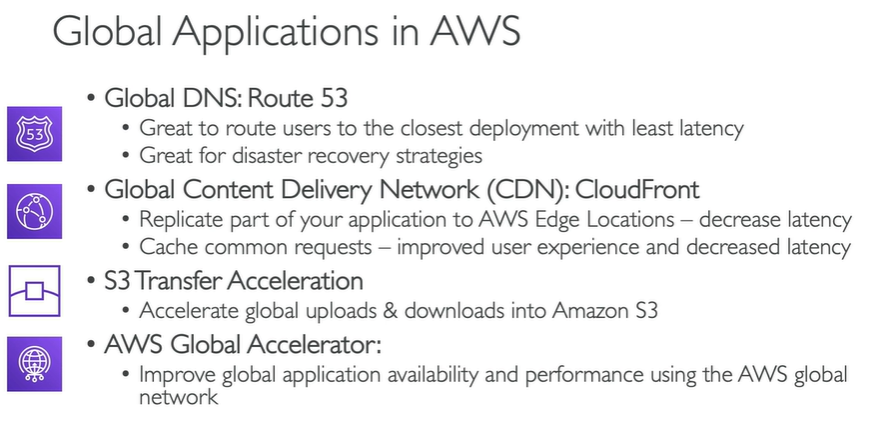 Global Applications in AWS
• Global DNS: Route 53
• Great to route users to the closest deployment with least latency
• Great for disaster recovery strategies
• Global Content Delivery Network (CDN): CloudFront
• Replicate part of your application to AWS Edge Locations – decrease latency
• Cache common requests – improved user experience and decreased latency
• S3 Transfer Acceleration
• Accelerate global uploads & downloads into Amazon S3
• AWS Global Accelerator:
• Improve global application availability and performance using the AWS global
network
53